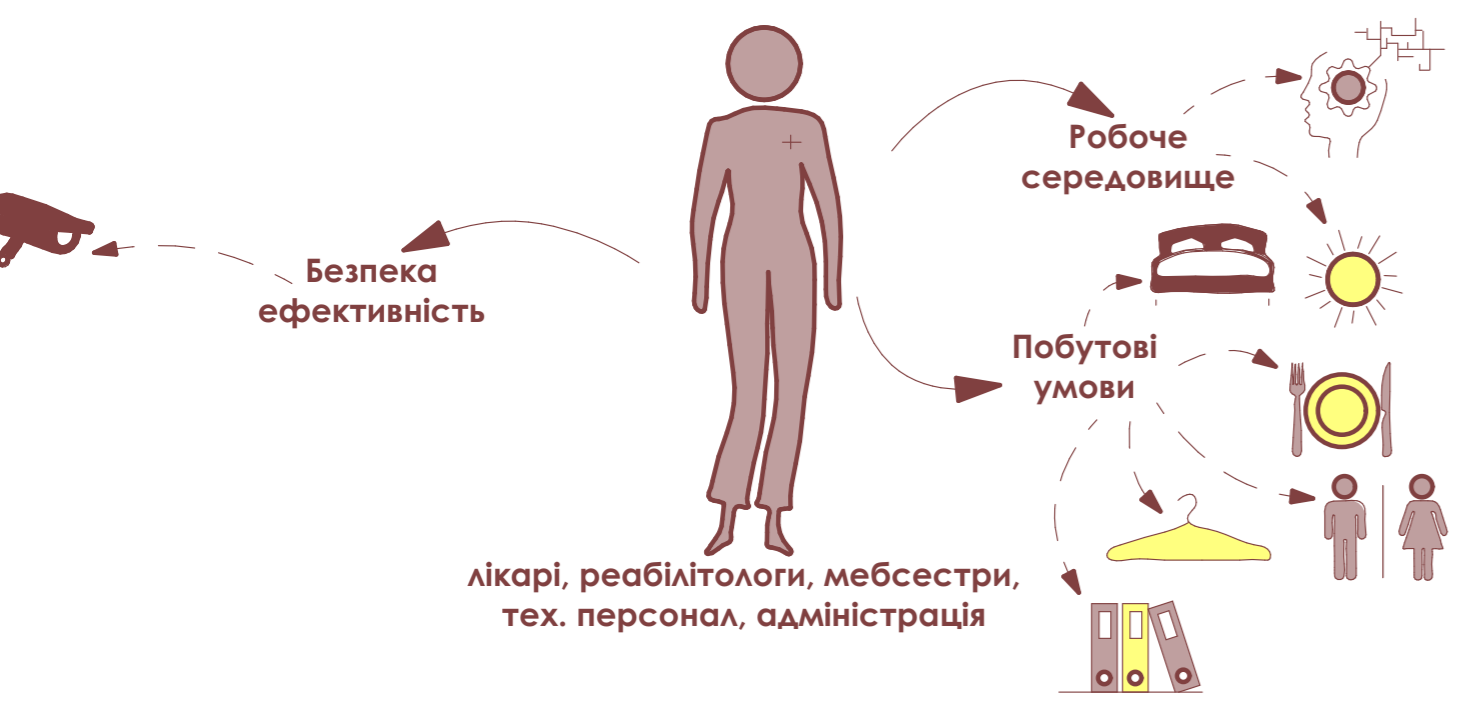 Робоче
середовище
Безпека
ефективність
Побутові
умови
лікарі, реабілітологи, мебсестри,
тех. персонал, адміністрація